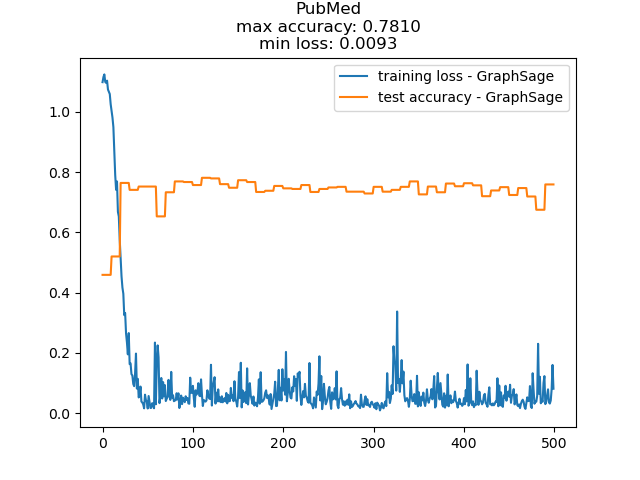 PubMed
max accuracy: 0.7810
min loss: 0.0093
training loss - GraphSage
test accuracy - GraphSage
1.0
0.8
0.6
0.4
0.2
0.0
0 100 200 300 400 500